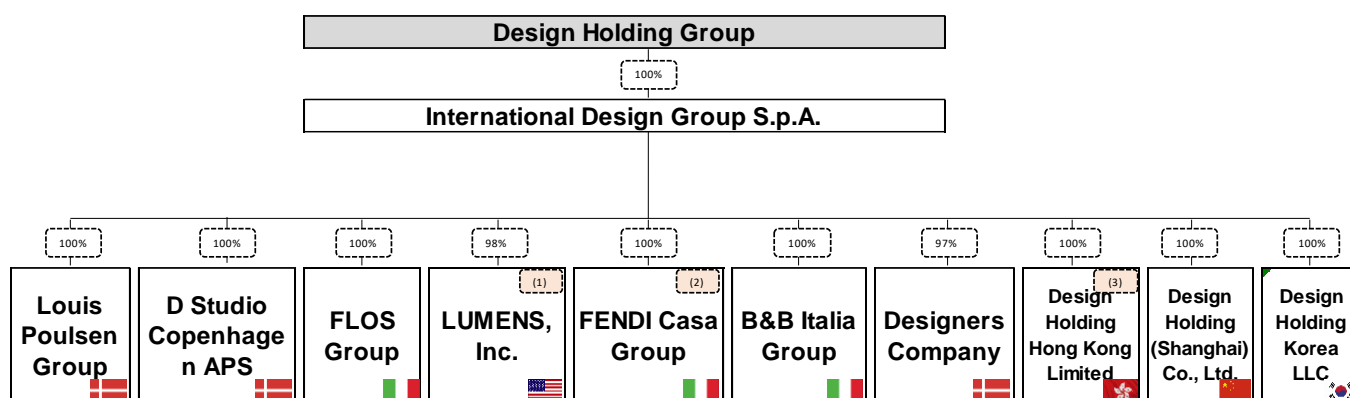 Design Holding Group
100%
International Design Group S.p.A.
100%
100%
100%
98%
100%
100%
97%
100%
100%
100%
Louis
Poulsen
Group
D Studio
Copenhage
n APS
FLOS
Group
(1)
LUMENS,
Inc.
(2)
FENDI Casa
Group
B&B Italia
Group
Designers
Company
(3)
Design
Holding
Hong Kong
Limited
Design
Holding
(Shanghai)
Co., Ltd.
Design
Holding
Korea
LLC